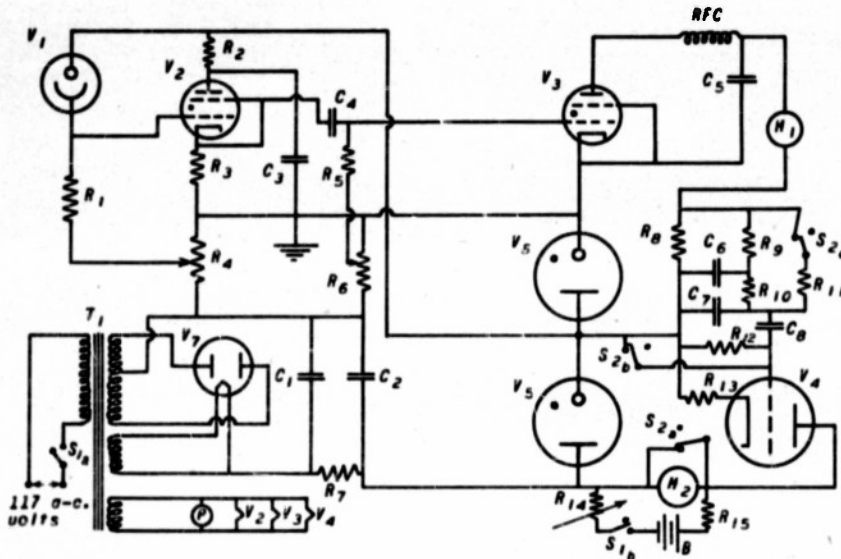 RFC
V1
R2
V2
V3
C4
C5
M1
R1
R3
C3
R5
R4
R6
V5
R8
C6
R9
S2c
C7
R10
R11
C8
R12
S2b
T1
V7
C1
C2
V5
R13
V4
S1a
R7
S2a
M2
117 a-c.
volts
P
V2
V3
V4
R14
S1b
B
R15